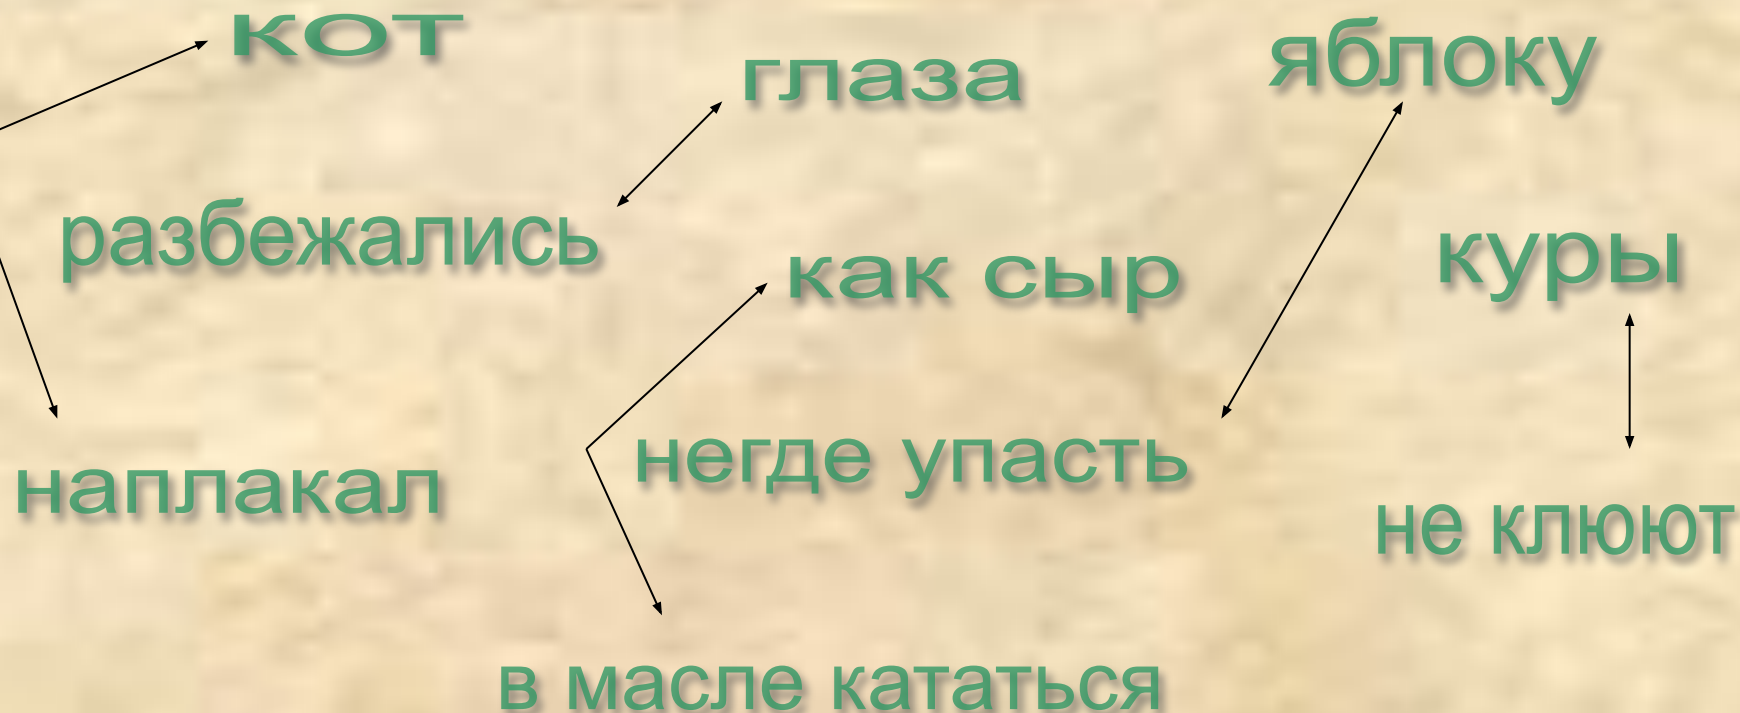 кот
глаза
яблоку
разбежались
как сыр
куры
негде упасть
наплакал
не клюют
в масле кататься